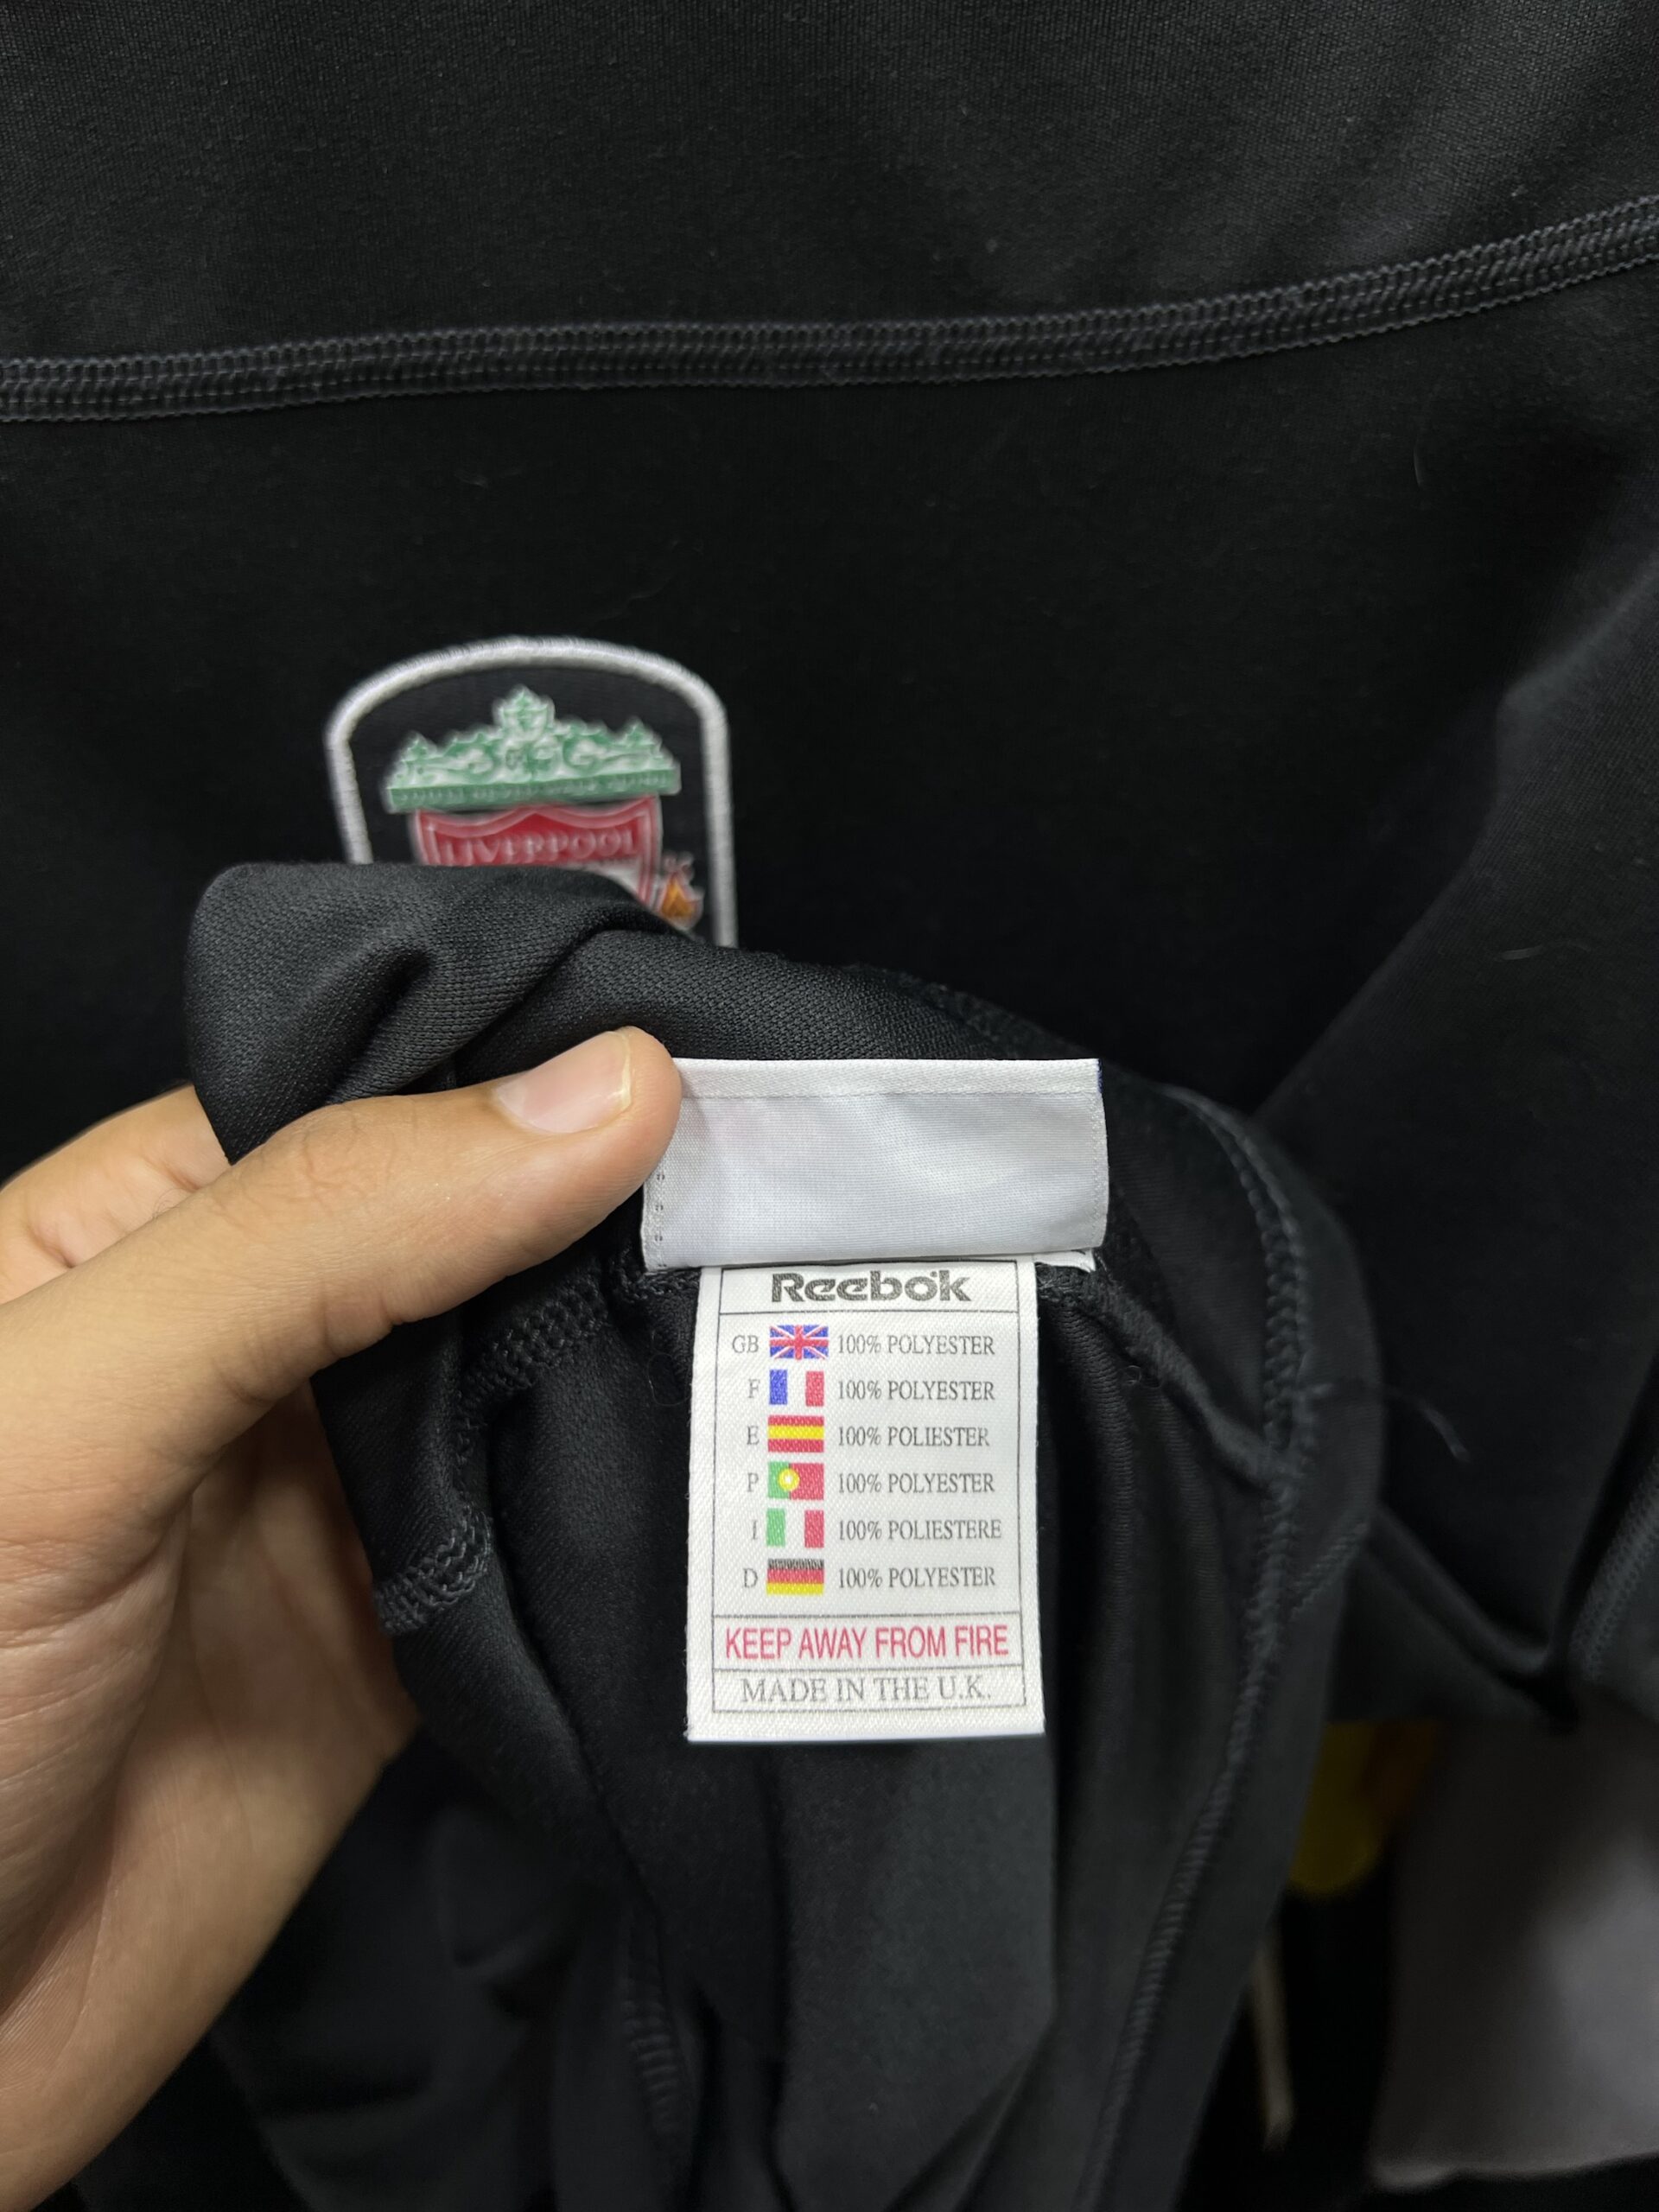 LIVERPOOL
Reebok
GB 100% POLYESTER
F 100% POLYESTER
E 100% POLIESTER
P 100% POLYESTER
I 100% POLIESTERE
D 100% POLYESTER
KEEP AWAY FROM FIRE
MADE IN THE U.K.